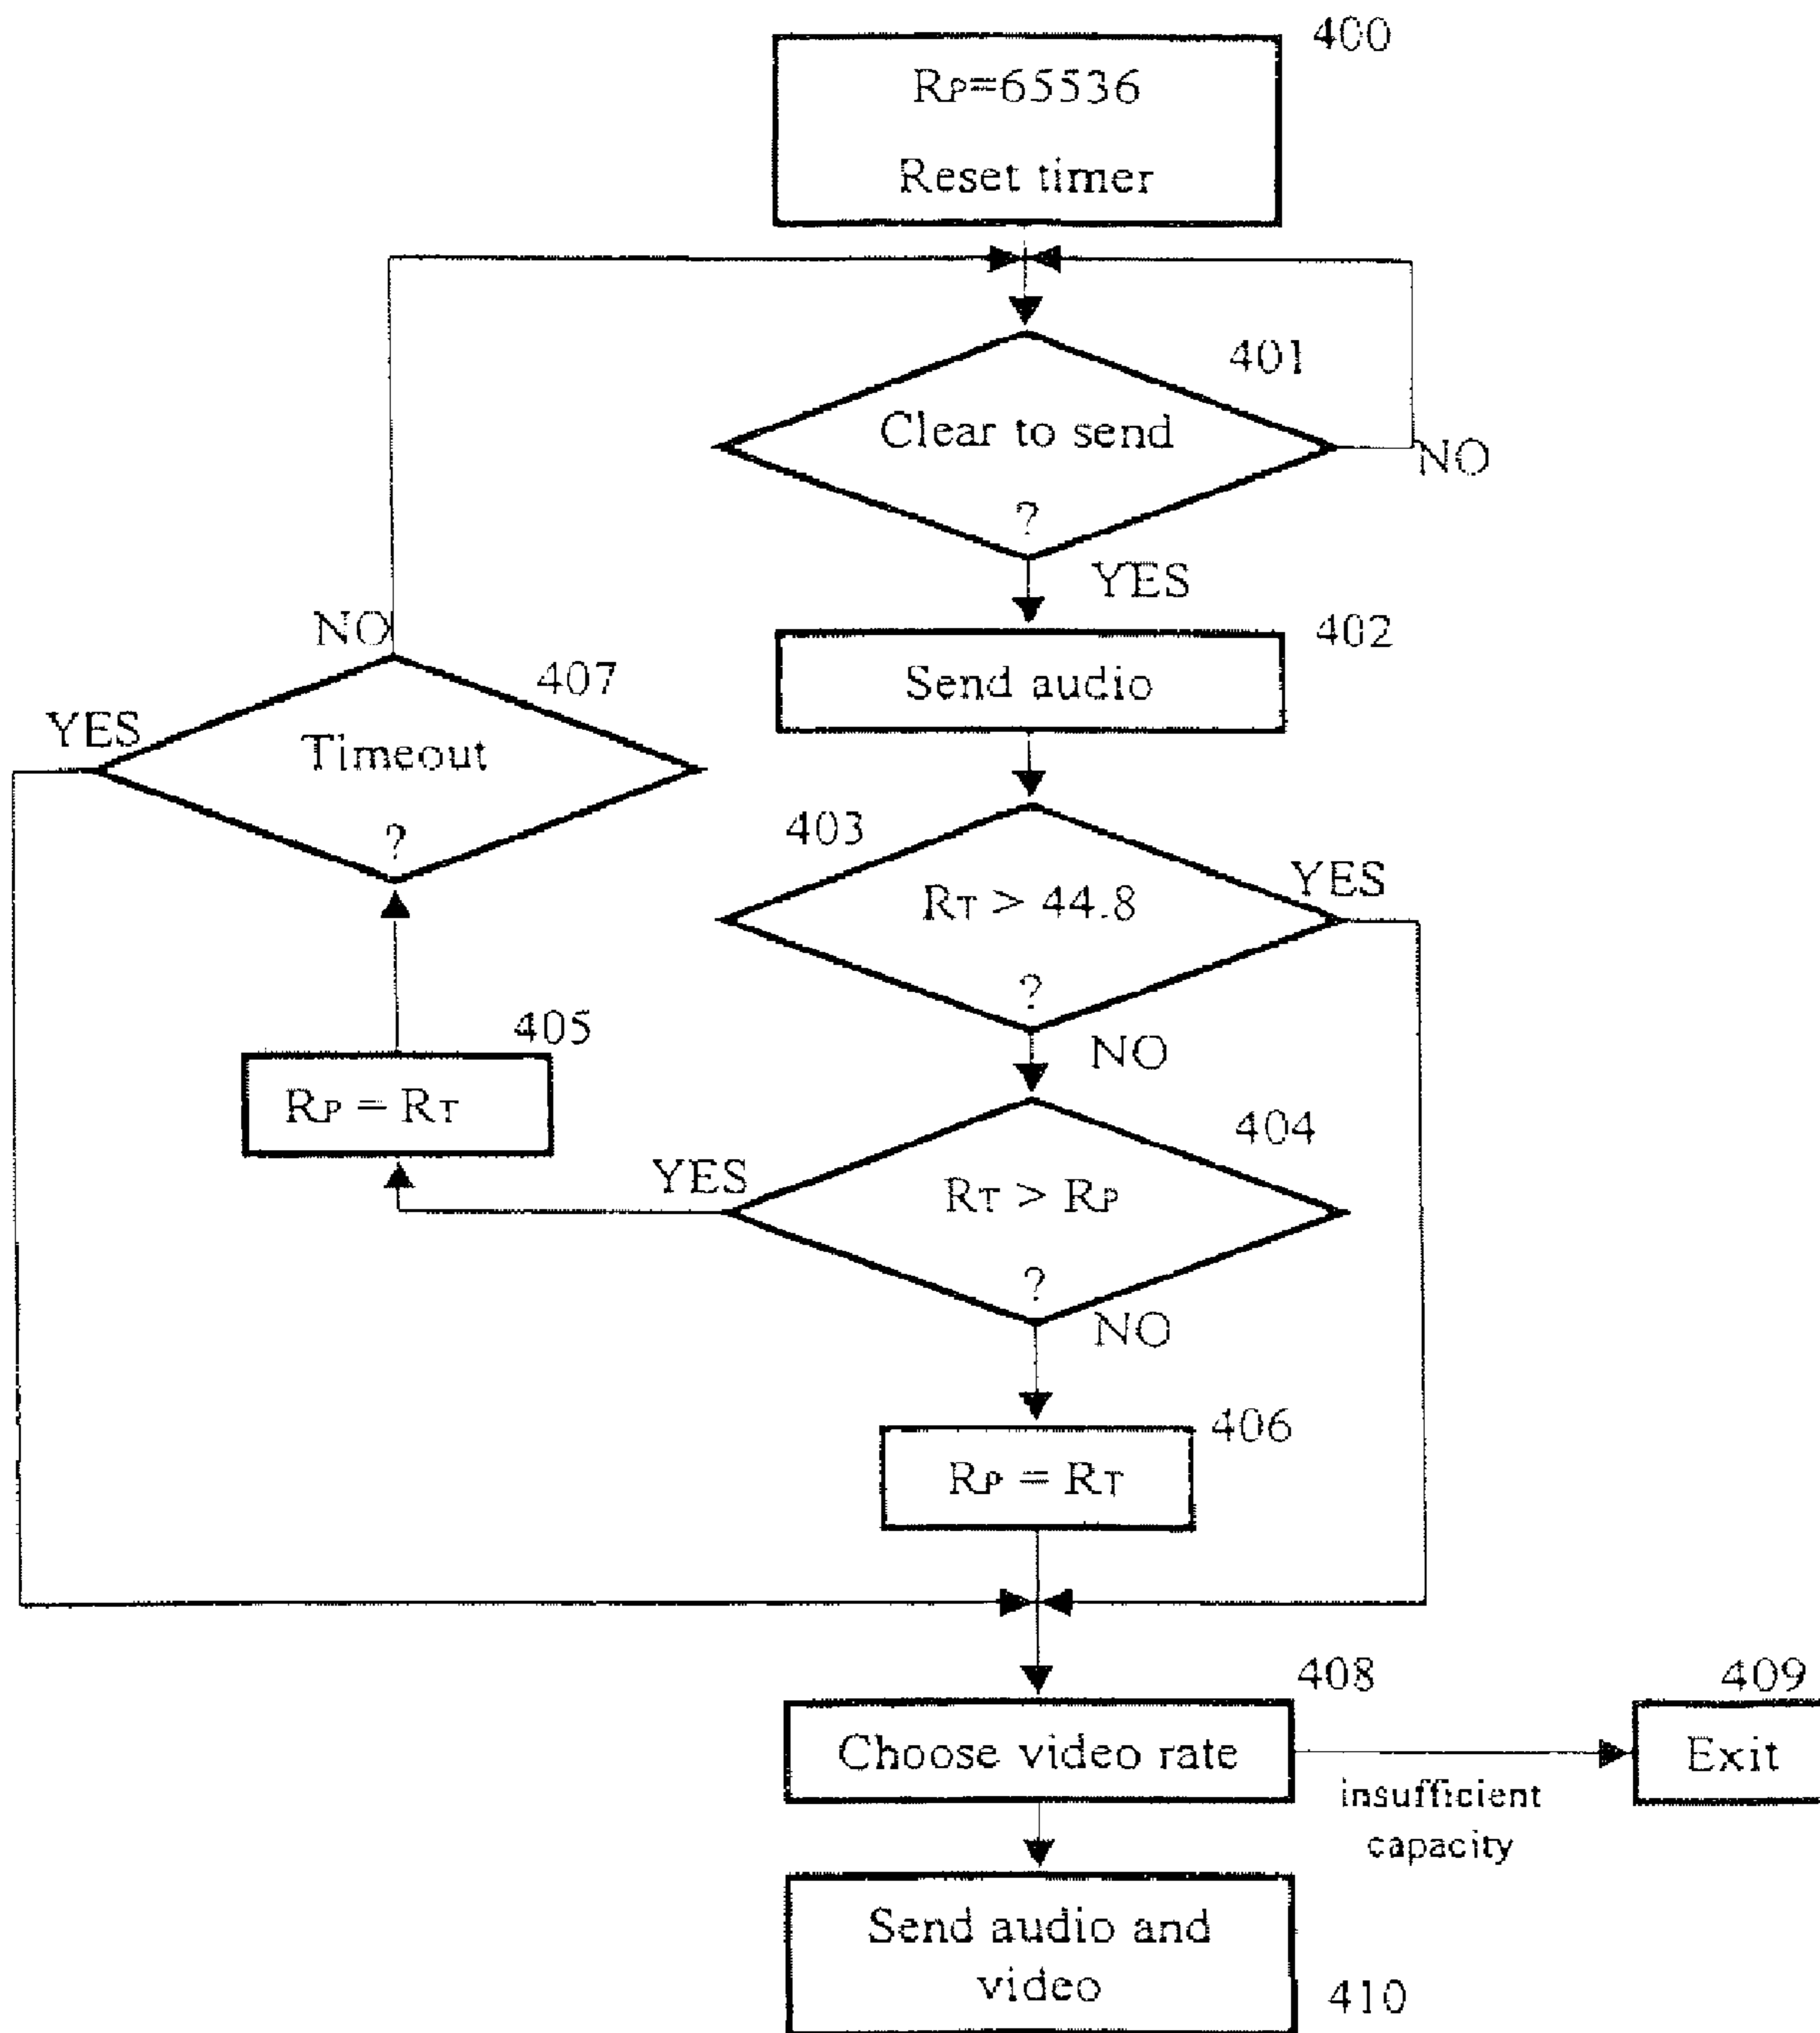 400
RP=65536
Reset timer
401
Clear to send
?
NO
YES
402
Send audio
NO
407
YES
Timeout
?
403
YES
RT > 44.8
?
NO
405
RP = RT
404
YES
RT > RP
?
NO
406
RP = RT
408
409
Choose video rate
Exit
insufficient
capacity
Send audio and
video
410